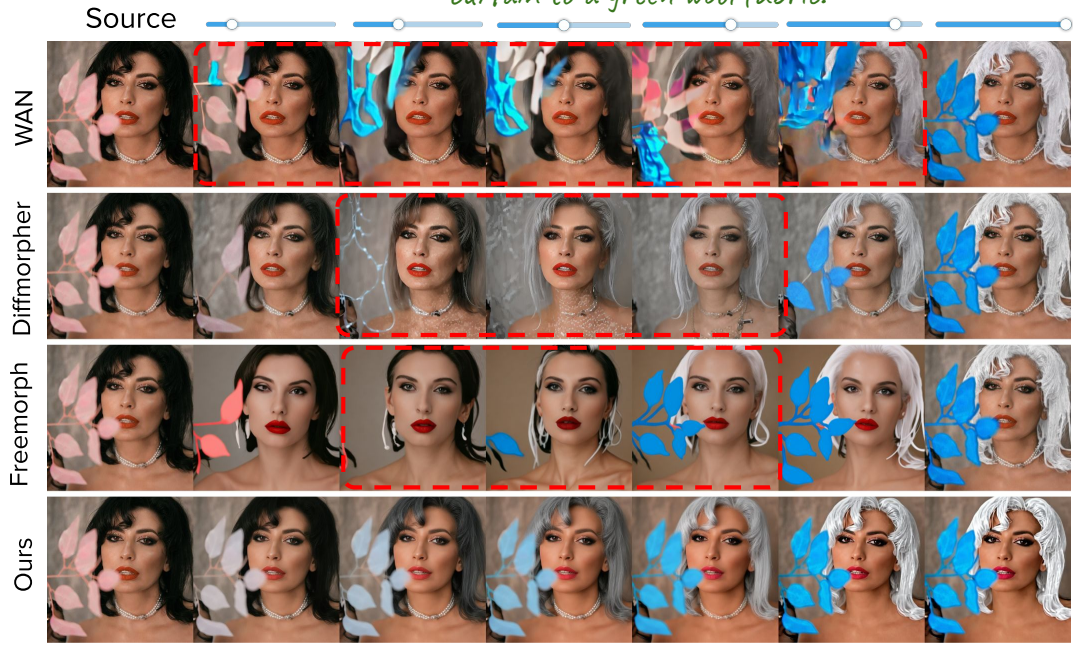 curtain to a green wool fabric.
Source
WAN
Diffmorpher
Freemorph
Ours